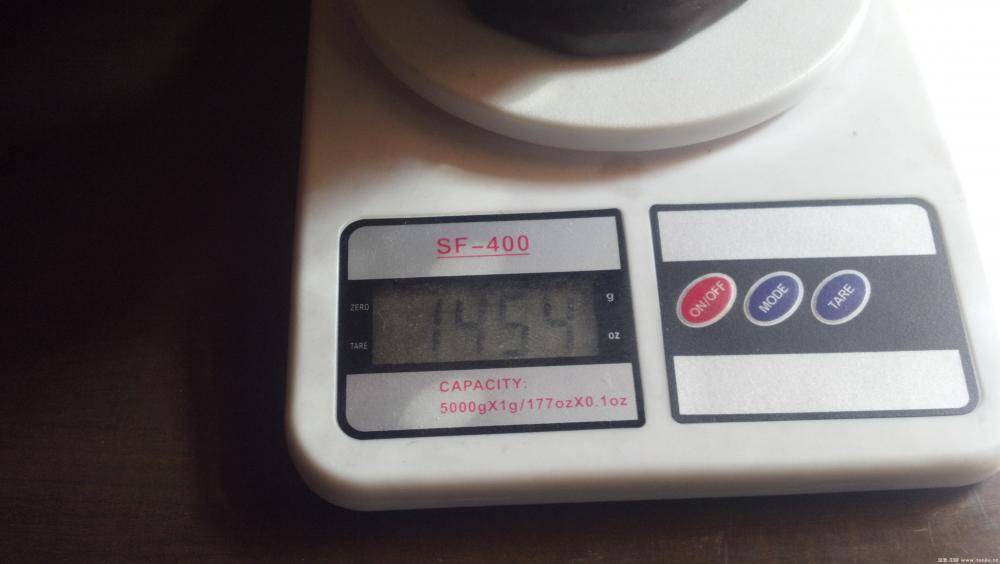 SF-400
ZERO
1454
g
TARE
oz
CAPACITY:
5000gX1g/177ozX0.1oz
ON/OFF
MODE
TARE